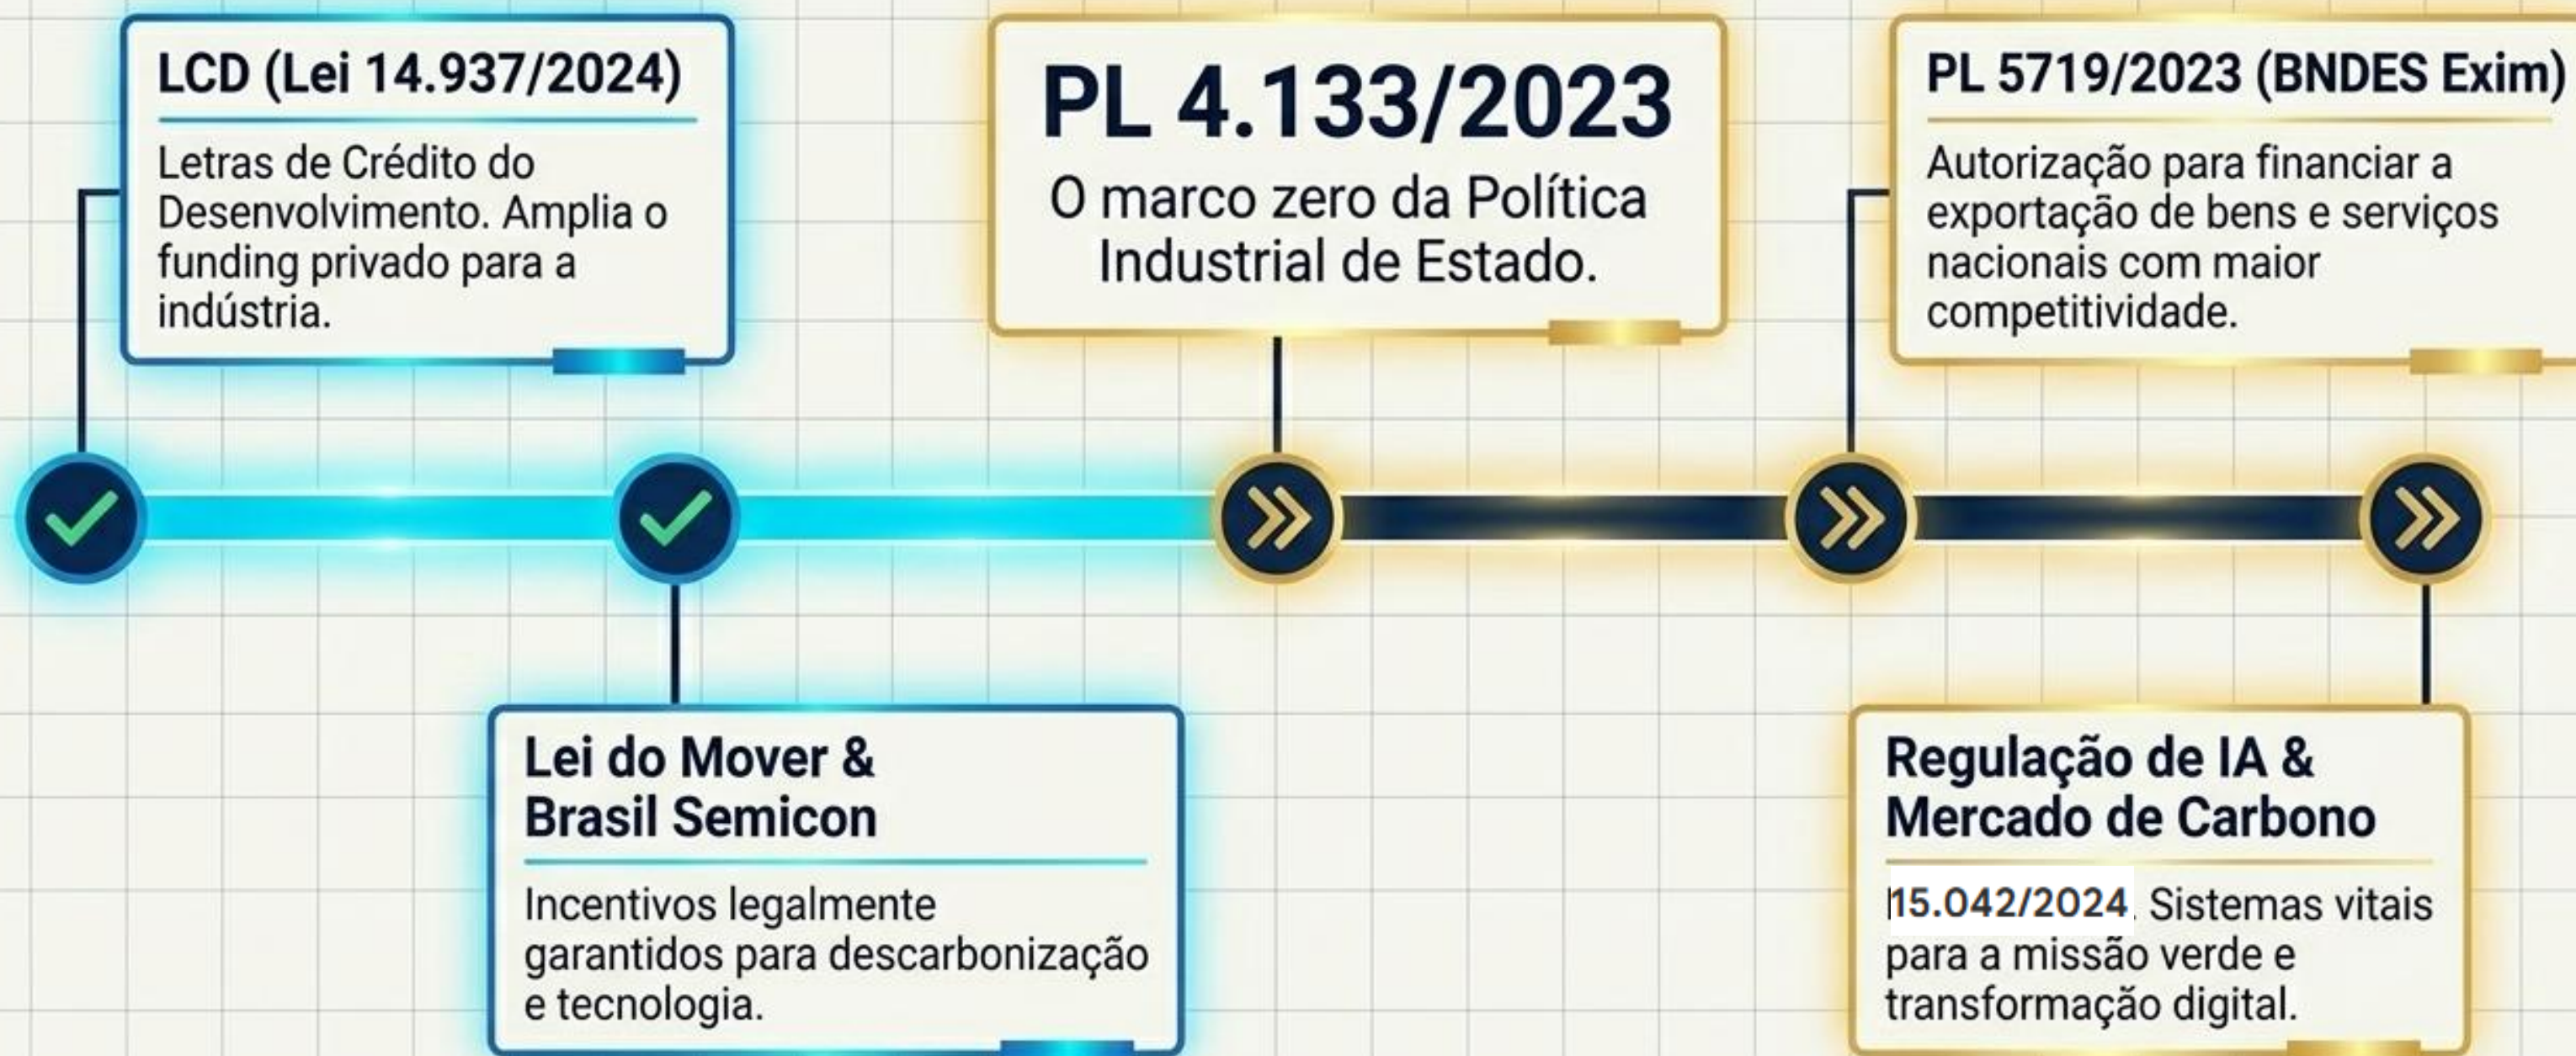 LCD (Lei 14.937/2024)
Letras de Crédito do
Desenvolvimento. Amplia o
funding privado para a
indústria.
PL 4.133/2023
O marco zero da Política
Industrial de Estado.
PL 5719/2023 (BNDES Exim)
Autorização para financiar a
exportação de bens e serviços
nacionais com maior
competitividade.
Lei do Mover &
Brasil Semicon
Incentivos legalmente
garantidos para descarbonização
e tecnologia.
Regulação de IA &
Mercado de Carbono
15.042/2024. Sistemas vitais
para a missão verde e
transformação digital.